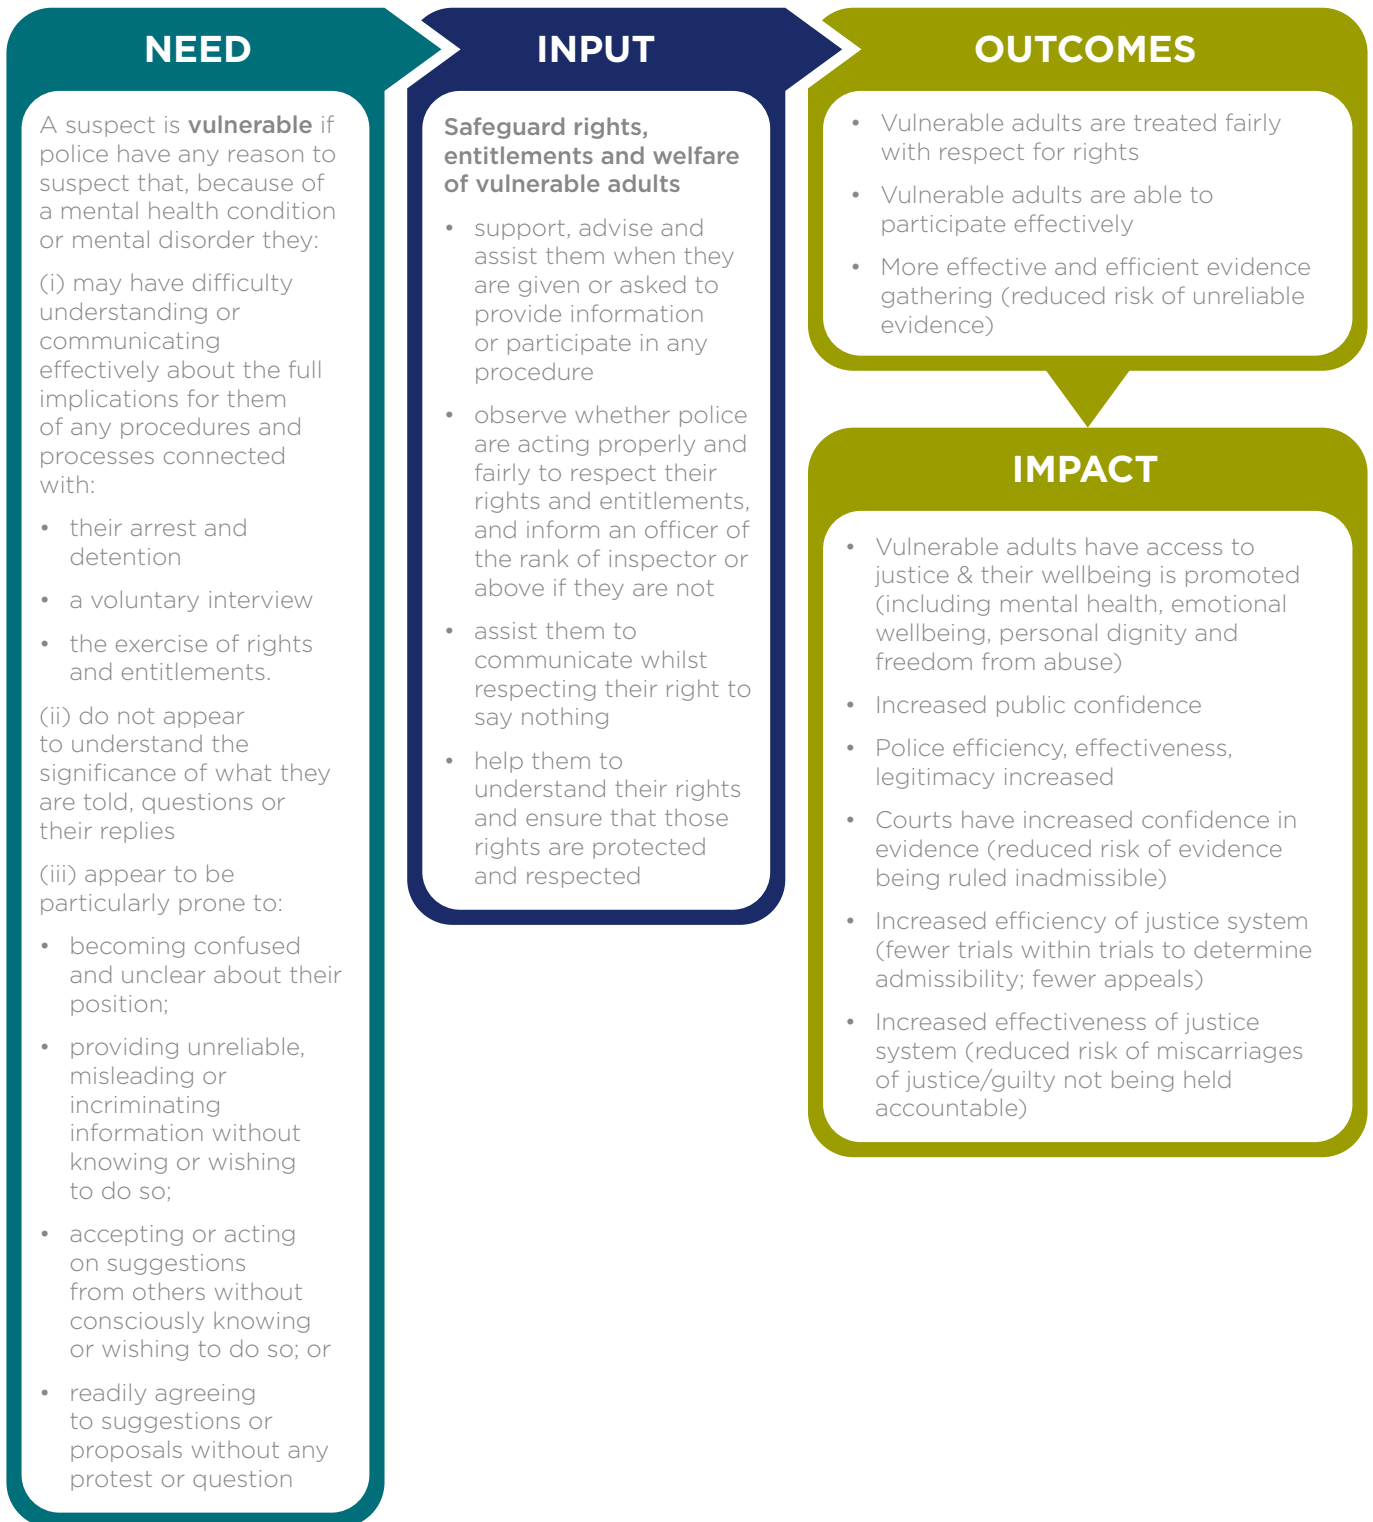 NEED
A suspect is vulnerable if
police have any reason to
suspect that, because of
a mental health condition
or mental disorder they:
(i) may have difficulty
understanding or
communicating
effectively about the full
implications for them
of any procedures and
processes connected
with:
• their arrest and
detention
• a voluntary interview
• the exercise of rights
and entitlements.
(ii) do not appear
to understand the
significance of what they
are told, questions or
their replies
(iii) appear to be
particularly prone to:
• becoming confused
and unclear about their
position;
• providing unreliable,
misleading or
incriminating
information without
knowing or wishing
to do so;
• accepting or acting
on suggestions
from others without
consciously knowing
or wishing to do so; or
• readily agreeing
to suggestions or
proposals without any
protest or question
INPUT
Safeguard rights,
entitlements and welfare
of vulnerable adults
• support, advise and
assist them when they
are given or asked to
provide information
or participate in any
procedure
• observe whether police
are acting properly and
fairly to respect their
rights and entitlements,
and inform an officer of
the rank of inspector or
above if they are not
• assist them to
communicate whilst
respecting their right to
say nothing
• help them to
understand their rights
and ensure that those
rights are protected
and respected
OUTCOMES
• Vulnerable adults are treated fairly
with respect for rights
• Vulnerable adults are able to
participate effectively
• More effective and efficient evidence
gathering (reduced risk of unreliable
evidence)
IMPACT
• Vulnerable adults have access to
justice & their wellbeing is promoted
(including mental health, emotional
wellbeing, personal dignity and
freedom from abuse)
• Increased public confidence
• Police efficiency, effectiveness,
legitimacy increased
• Courts have increased confidence in
evidence (reduced risk of evidence
being ruled inadmissible)
• Increased efficiency of justice system
(fewer trials within trials to determine
admissibility; fewer appeals)
• Increased effectiveness of justice
system (reduced risk of miscarriages
of justice/guilty not being held
accountable)